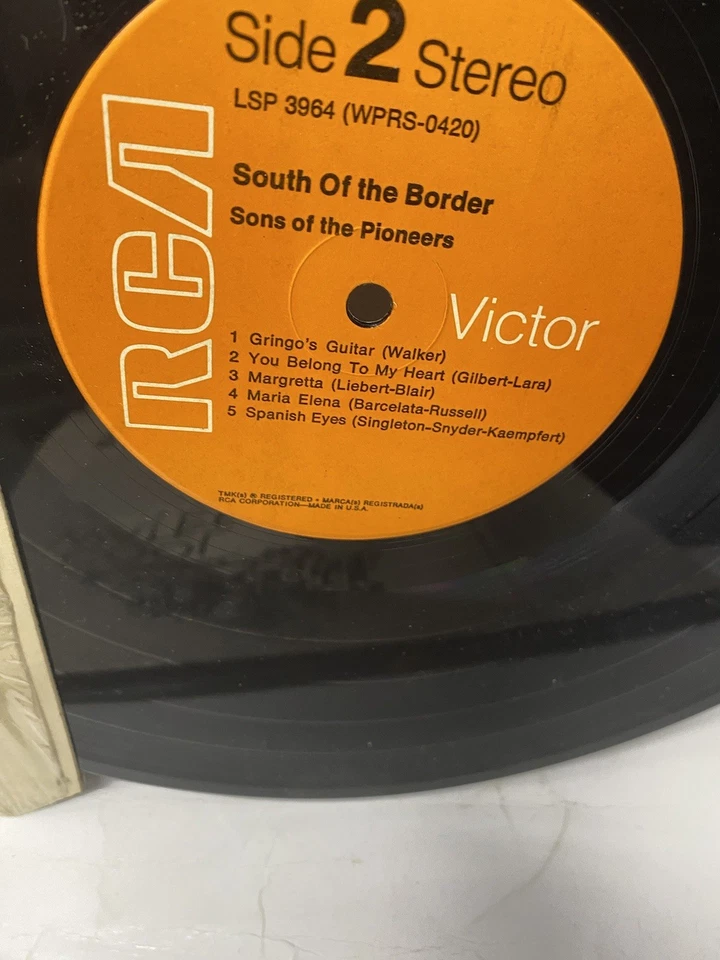 Side 2 Stereo
LSP 3964 (WPRS-0420)
South Of the Border
Sons of the Pioneers
RCA
Victor
1 Gringo's Guitar (Walker)
2 You Belong To My Heart (Gilbert-Lara)
3 Margretta (Liebert-Blair)
4 Maria Elena (Barcelata-Russell)
5 Spanish Eyes (Singleton-Snyder-Kaempfert)
TMK(s) ® REGISTERED • MARCA(s) REGISTRADA(s)
RCA CORPORATION—MADE IN U.S.A.